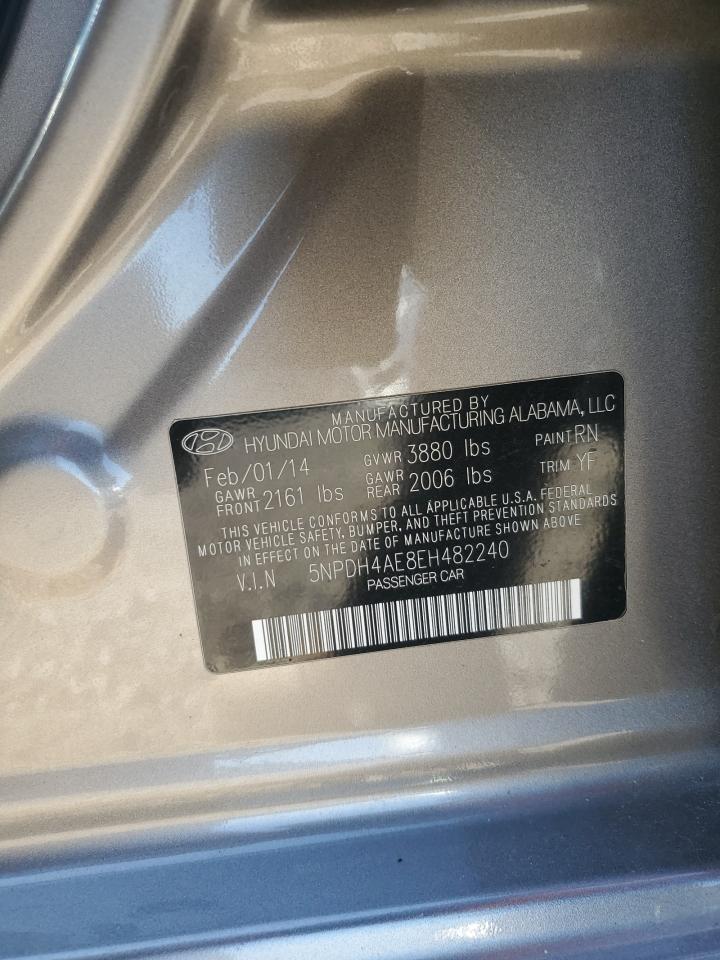 MANUFACTURED BY
HYUNDAI MOTOR MANUFACTURING ALABAMA, LLC
Feb/01/14 GVWR 3880 lbs PAINT RN
GAWR FRONT 2161 lbs GAWR REAR 2006 lbs TRIM YF
THIS VEHICLE CONFORMS TO ALL APPLICABLE U.S.A. FEDERAL
MOTOR VEHICLE SAFETY, BUMPER, AND THEFT PREVENTION STANDARDS
IN EFFECT ON THE DATE OF MANUFACTURE SHOWN ABOVE
V.I.N 5NPDH4AE8EH482240
PASSENGER CAR